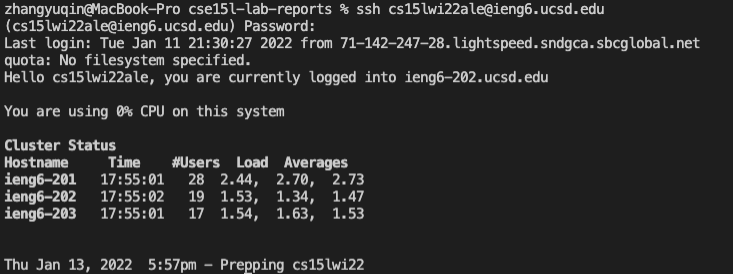 zhangyuqin@MacBook-Pro cse15l-lab-reports % ssh cs15lwi22ale@ieng6.ucsd.edu
(cs15lwi22ale@ieng6.ucsd.edu) Password:
Last login: Tue Jan 11 21:30:27 2022 from 71-142-247-28.lightspeed.sndgca.sbcglobal.net
quota: No filesystem specified.
Hello cs15lwi22ale, you are currently logged into ieng6-202.ucsd.edu
You are using 0% CPU on this system
Cluster Status
Hostname     Time    #Users  Load  Averages
ieng6-201   17:55:01   28  2.44,  2.70,  2.73
ieng6-202   17:55:02   19  1.53,  1.34,  1.47
ieng6-203   17:55:01   17  1.54,  1.63,  1.53
Thu Jan 13, 2022  5:57pm - Prepping cs15lwi22